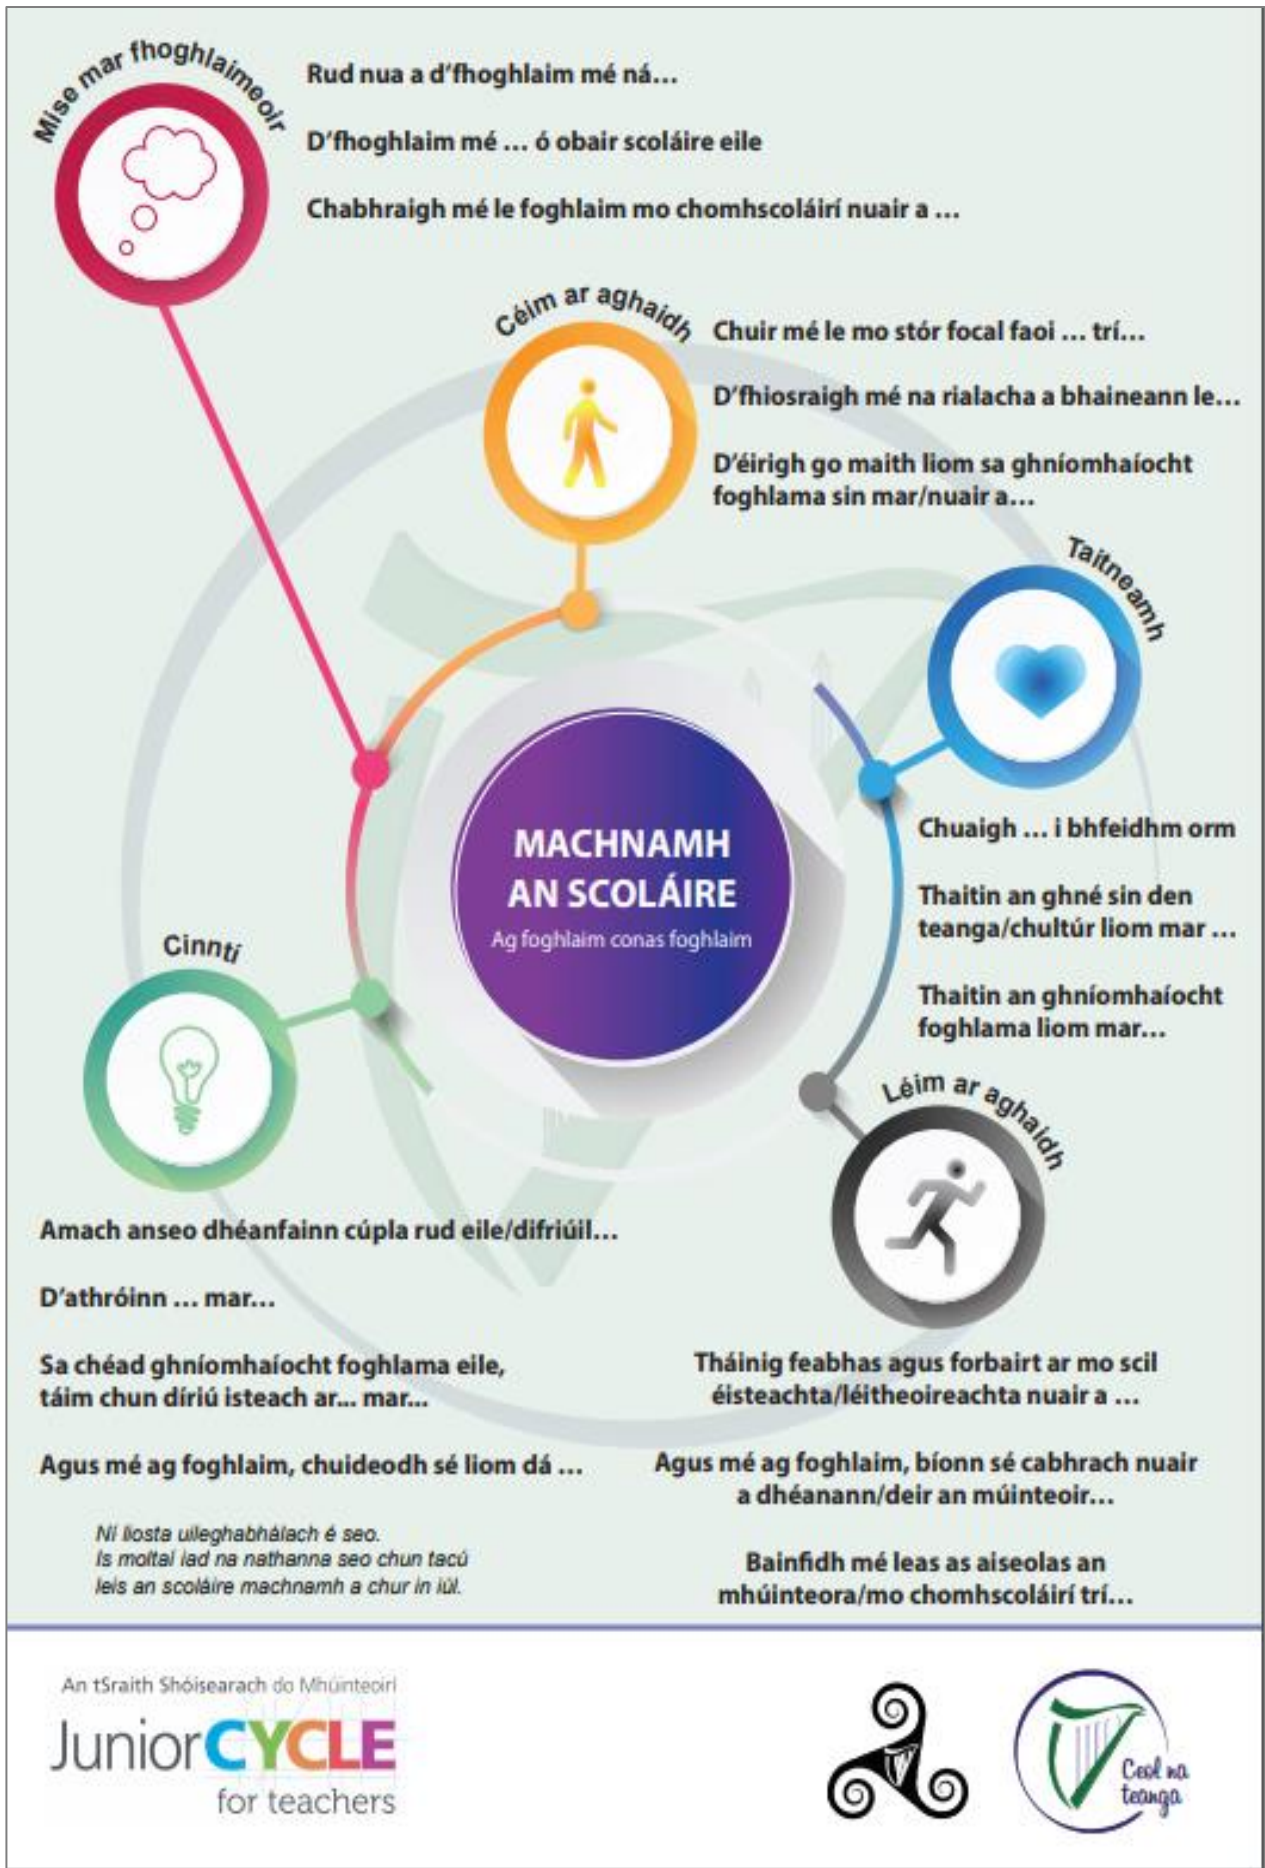 Mise mar fhoghlaimeoir
Rud nua a d’fhoghlaim mé ná…
D’fhoghlaim mé … ó obair scoláire eile
Chabhraigh mé le foghlaim mo chomhscoláirí nuair a …
Céim ar aghaidh
Chuir mé le mo stór focal faoi … trí…
D’fhiosraigh mé na rialacha a bhaineann le…
D’éirigh go maith liom sa ghníomhaíocht
foghlama sin mar/nuair a…
Taitneamh
Chuaigh … i bhfeidhm orm
Thaitin an ghné sin den
teanga/chultúr liom mar …
Thaitin an ghníomhaíocht
foghlama liom mar…
MACHNAMH
AN SCOLÁIRE
Ag foghlaim conas foghlaim
Cinntí
Amach anseo dhéanfainn cúpla rud eile/difriúil…
D’athróinn … mar…
Sa chéad ghníomhaíocht foghlama eile,
táim chun díriú isteach ar... mar...
Agus mé ag foghlaim, chuideodh sé liom dá …
Ní liosta uileghabhálach é seo.
Is moltaí iad na nathanna seo chun tacú
leis an scoláire machnamh a chur in iúl.
Léim ar aghaidh
Tháinig feabhas agus forbairt ar mo scil
éisteachta/léitheoireachta nuair a …
Agus mé ag foghlaim, bíonn sé cabhrach nuair
a dhéanann/deir an múinteoir…
Bainfidh mé leas as aiseolas an
mhúinteora/mo chomhscoláirí trí…
An tSraith Shóisearach do Mhúinteoirí
JuniorCYCLE
for teachers
Ceol na
teanga